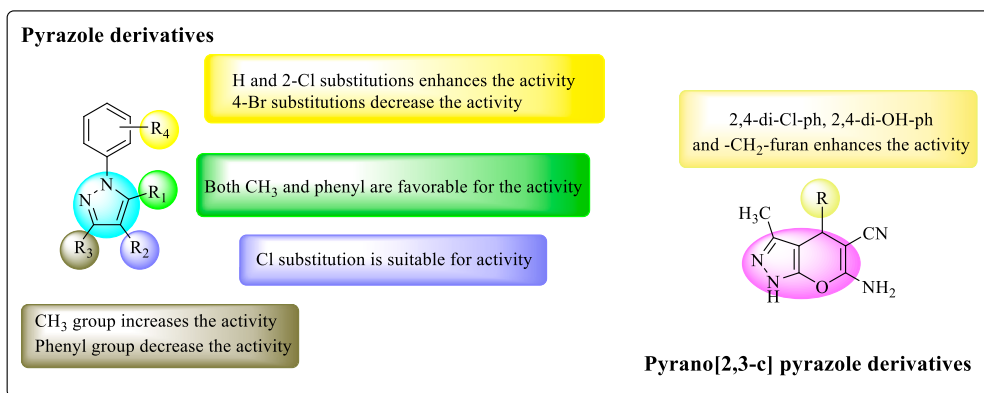 Pyrazole derivatives
H and 2-Cl substitutions enhances the activity
4-Br substitutions decrease the activity
R₄
Both CH₃ and phenyl are favorable for the activity
N
N
R₁
R₃
R₂
Cl substitution is suitable for activity
CH₃ group increases the activity
Phenyl group decrease the activity
2,4-di-Cl-ph, 2,4-di-OH-ph
and -CH₂-furan enhances the activity
R
H₃C
CN
N
N
H
O
NH₂
Pyrano[2,3-c] pyrazole derivatives